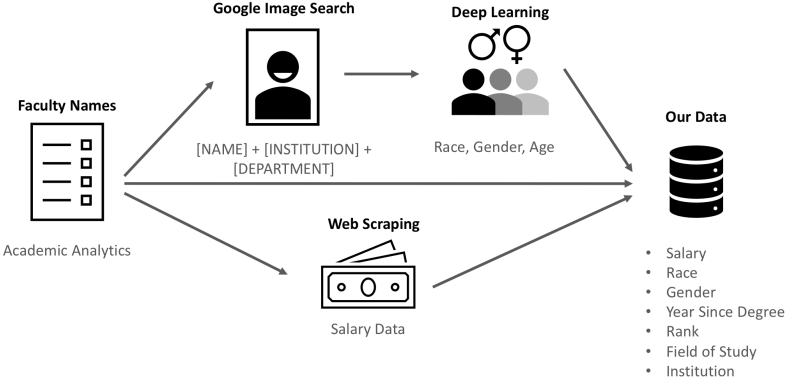 Google Image Search
Deep Learning
Faculty Names
Our Data
[NAME] + [INSTITUTION] +
[DEPARTMENT]
Race, Gender, Age
Web Scraping
Academic Analytics
Salary Data
• Salary
• Race
• Gender
• Year Since Degree
• Rank
• Field of Study
• Institution